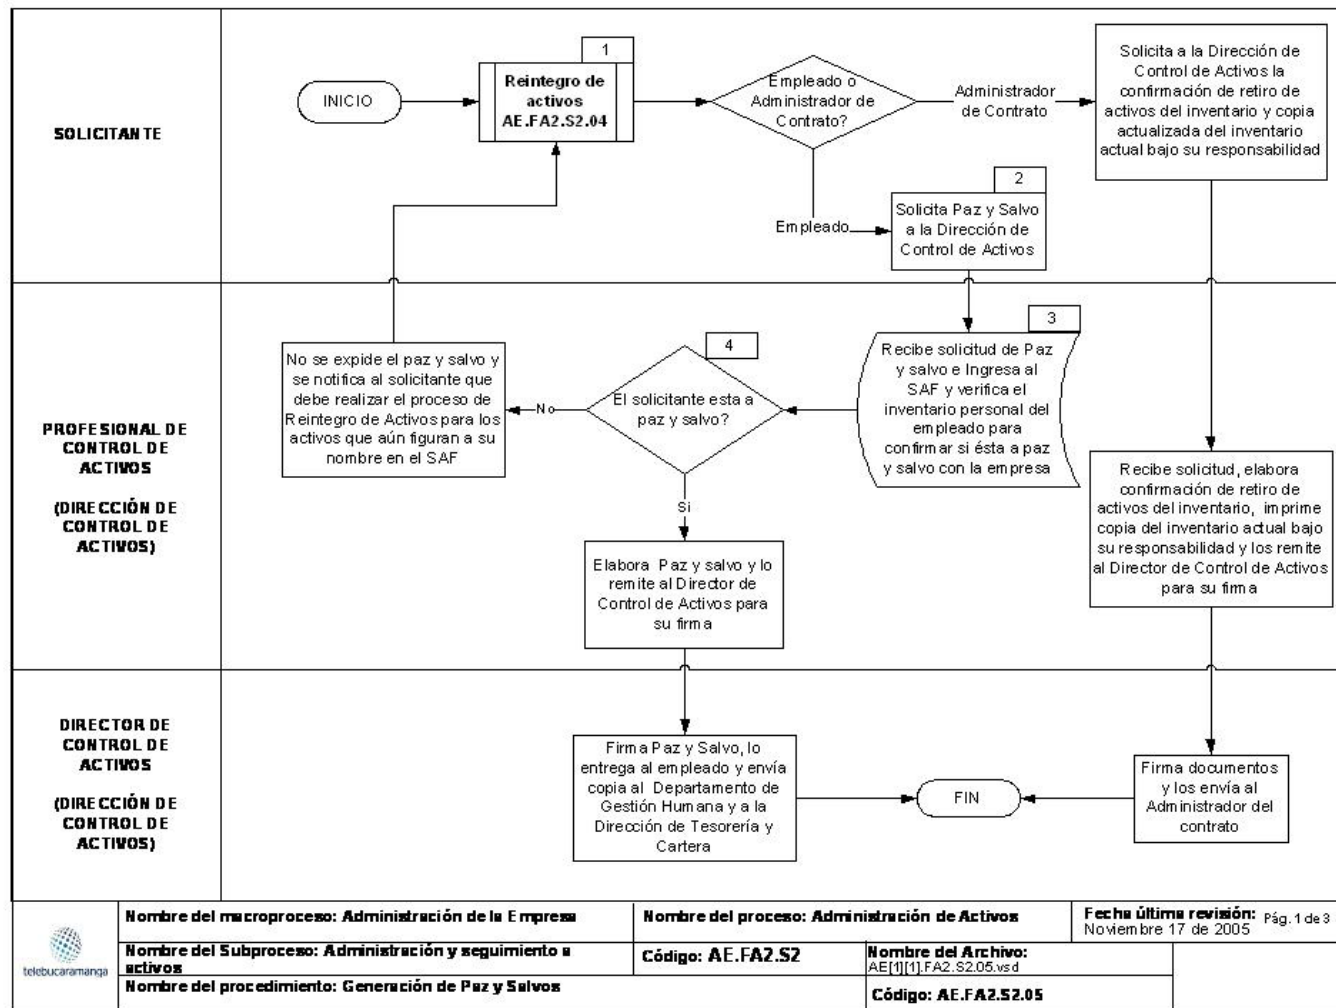 SOLICITANTE
INICIO
1
Reintegro de
activos
AE.FA2.S2.04
Empleado o
Administrador de
Contrato?
Administrador
de Contrato
Solicita a la Dirección de
Control de Activos la
confirmación de retiro de
activos del inventario y copia
actualizada del inventario
actual bajo su responsabilidad
Empleado
2
Solicita Paz y Salvo
a la Dirección de
Control de Activos
PROFESIONAL DE
CONTROL DE
ACTIVOS
(DIRECCIÓN DE
CONTROL DE
ACTIVOS)
No se expide el paz y salvo y
se notifica al solicitante que
debe realizar el proceso de
Reintegro de Activos para los
activos que aún figuran a su
nombre en el SAF
No
4
El solicitante esta a
paz y salvo?
3
Recibe solicitud de Paz
y salvo e Ingresa al
SAF y verifica el
inventario personal del
empleado para
confirmar si ésta a paz
y salvo con la empresa
Si
Elabora Paz y salvo y lo
remite al Director de
Control de Activos para
su firma
Recibe solicitud, elabora
confirmación de retiro de
activos del inventario, imprime
copia del inventario actual bajo
su responsabilidad y los remite
al Director de Control de Activos
para su firma
DIRECTOR DE
CONTROL DE
ACTIVOS
(DIRECCIÓN DE
CONTROL DE
ACTIVOS)
Firma Paz y Salvo, lo
entrega al empleado y envía
copia al Departamento de
Gestión Humana y a la
Dirección de Tesorería y
Cartera
FIN
Firma documentos
y los envía al
Administrador del
contrato
telebucaramanga
Nombre del macroproceso: Administración de la Empresa
Nombre del proceso: Administración de Activos
Fecha última revisión: Pág. 1 de 3
Noviembre 17 de 2005
Nombre del Subproceso: Administración y seguimiento a
activos
Código: AE.FA2.S2
Nombre del Archivo:
AE[1][1].FA2.S2.05.vsd
Nombre del procedimiento: Generación de Paz y Salvos
Código: AE.FA2.S2.05